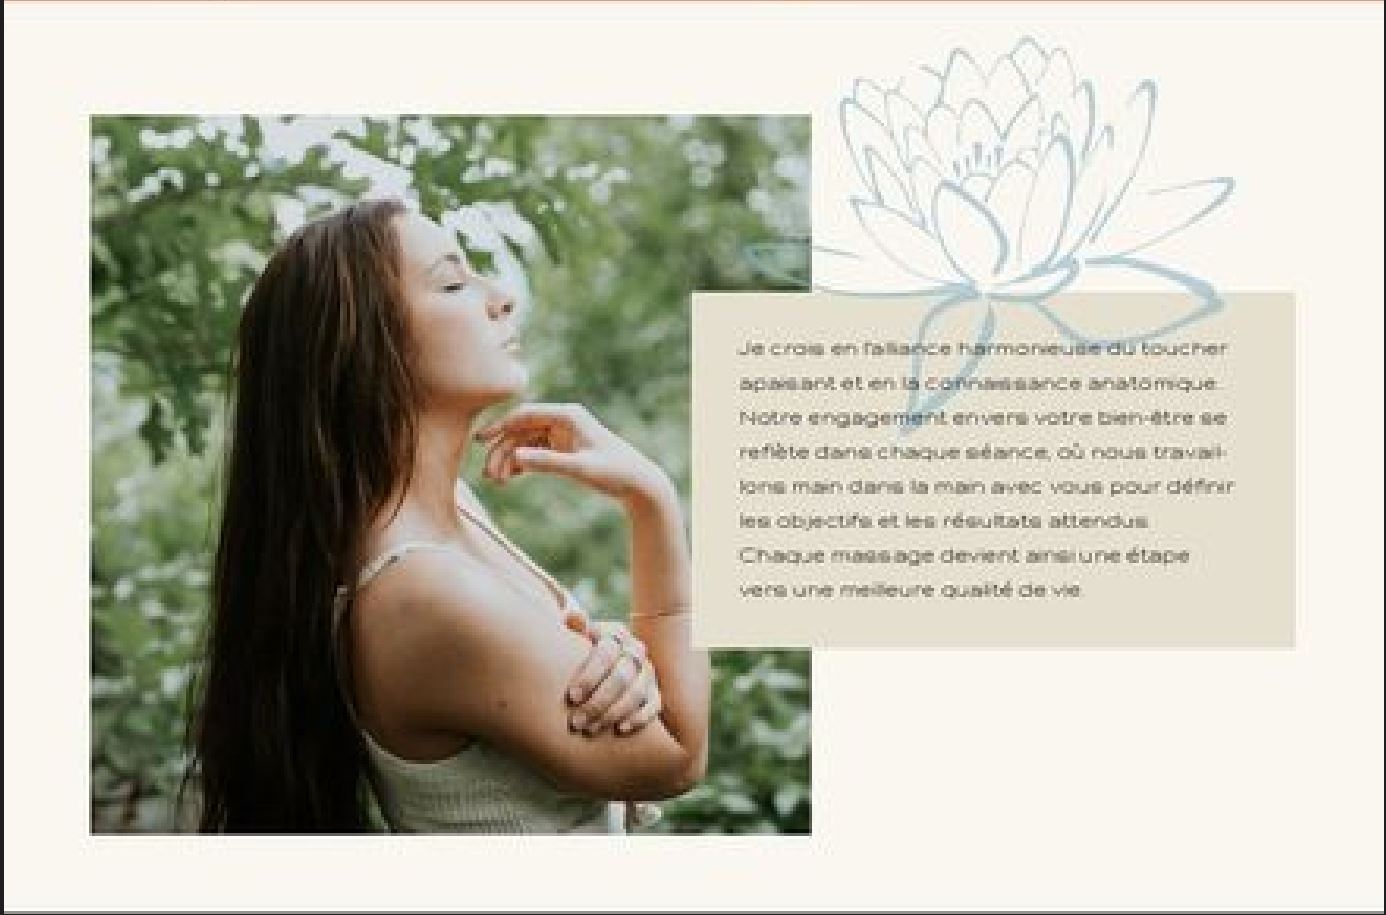 Je crois en l'alliance harmonieuse du toucher
apaisant et en la connaissance anatomique.
Notre engagement envers votre bien-être se
reflète dans chaque séance, où nous travail-
lons main dans la main avec vous pour définir
les objectifs et les résultats attendus.
Chaque massage devient ainsi une étape
vers une meilleure qualité de vie.